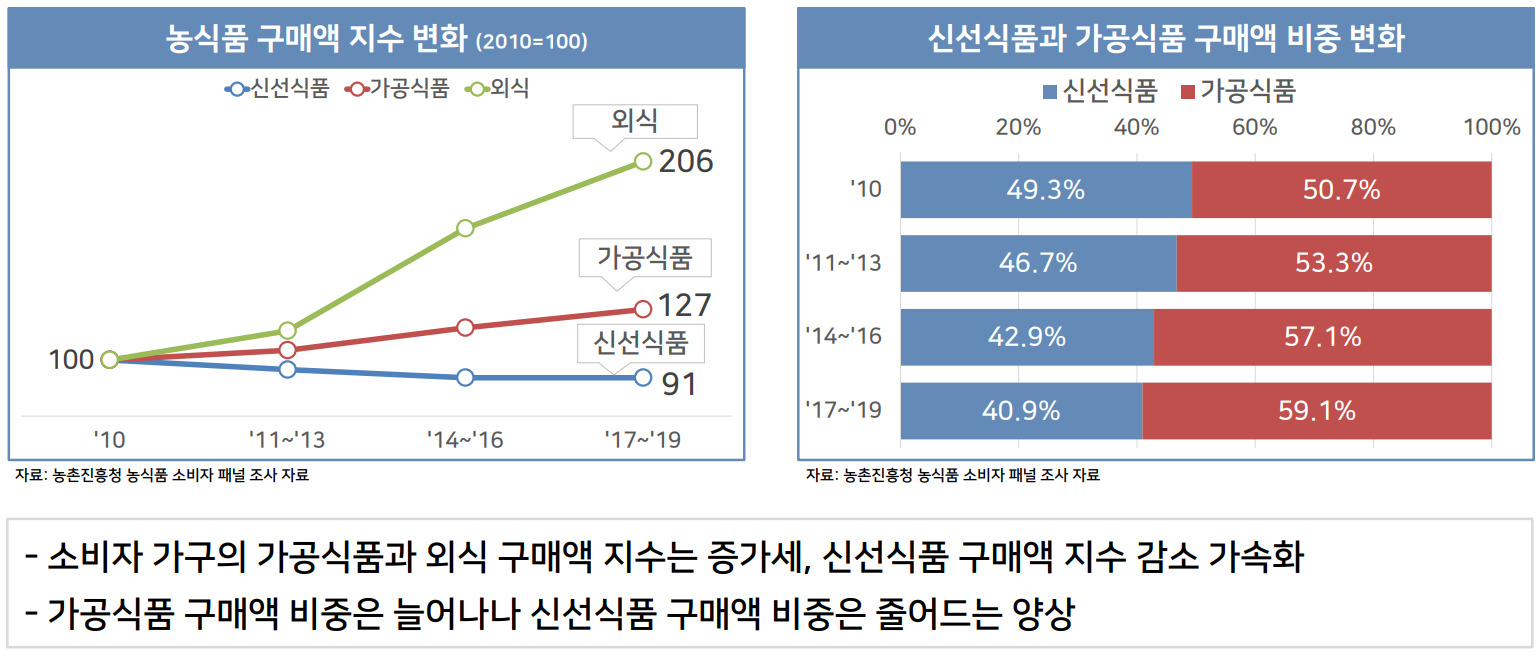 농식품 구매액 지수 변화 (2010=100)
신선식품 가공식품 외식
외식
206
가공식품
127
신선식품
100
91
'10 '11~'13 '14~'16 '17~'19
자료: 농촌진흥청 농식품 소비자 패널 조사 자료
신선식품과 가공식품 구매액 비중 변화
신선식품 가공식품
0% 20% 40% 60% 80% 100%
'10 49.3% 50.7%
'11~'13 46.7% 53.3%
'14~'16 42.9% 57.1%
'17~'19 40.9% 59.1%
자료: 농촌진흥청 농식품 소비자 패널 조사 자료
- 소비자 가구의 가공식품과 외식 구매액 지수는 증가세, 신선식품 구매액 지수 감소 가속화
- 가공식품 구매액 비중은 늘어나나 신선식품 구매액 비중은 줄어드는 양상